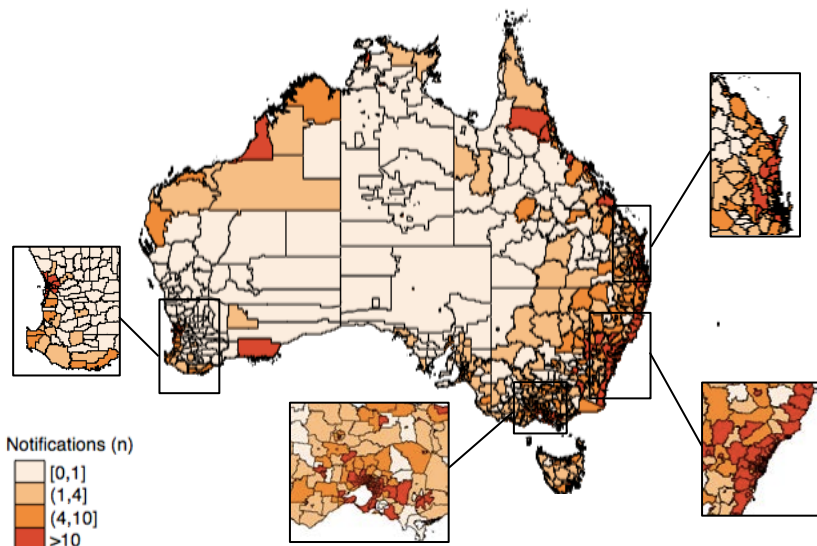 Notifications (n)
[0,1]
(1,4]
(4,10]
>10